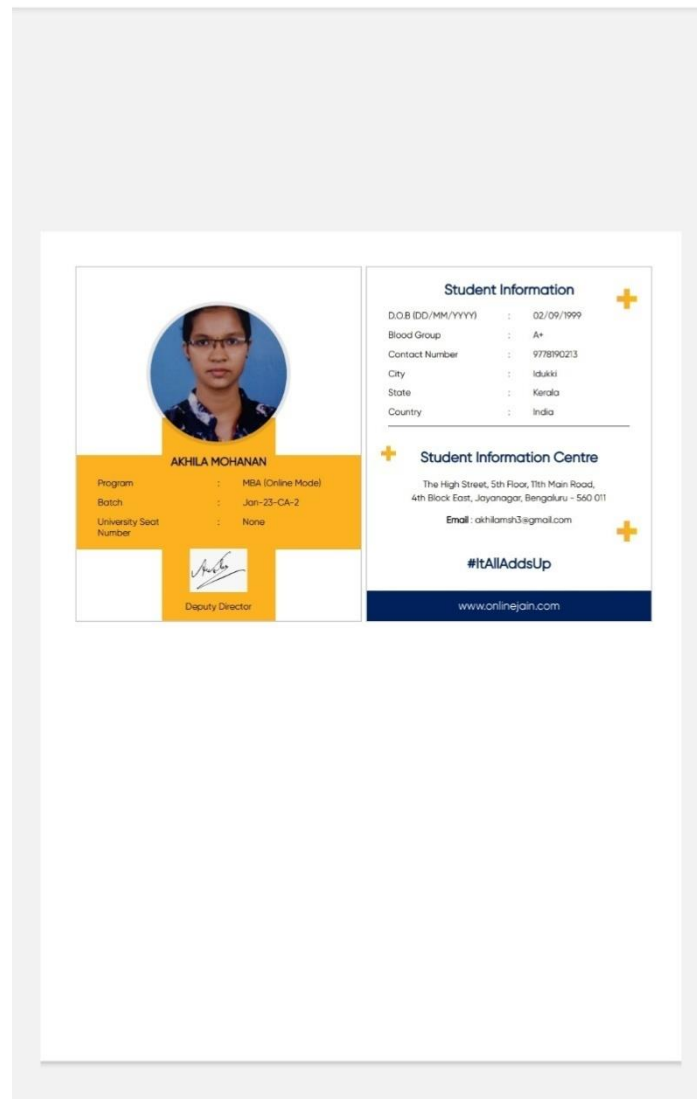 AKHILA MOHANAN
Program : MBA (Online Mode)
Batch : Jan-23-CA-2
University Seat Number : None
Deputy Director
Student Information
D.O.B (DD/MM/YYYY) : 02/09/1999
Blood Group : A+
Contact Number : 9778190213
City : Idukki
State : Kerala
Country : India
Student Information Centre
The High Street, 5th Floor, 11th Main Road,
4th Block East, Jayanagar, Bengaluru - 560 011
Email : akhilamsh3@gmail.com
#ItAllAddsUp
www.onlinejain.com